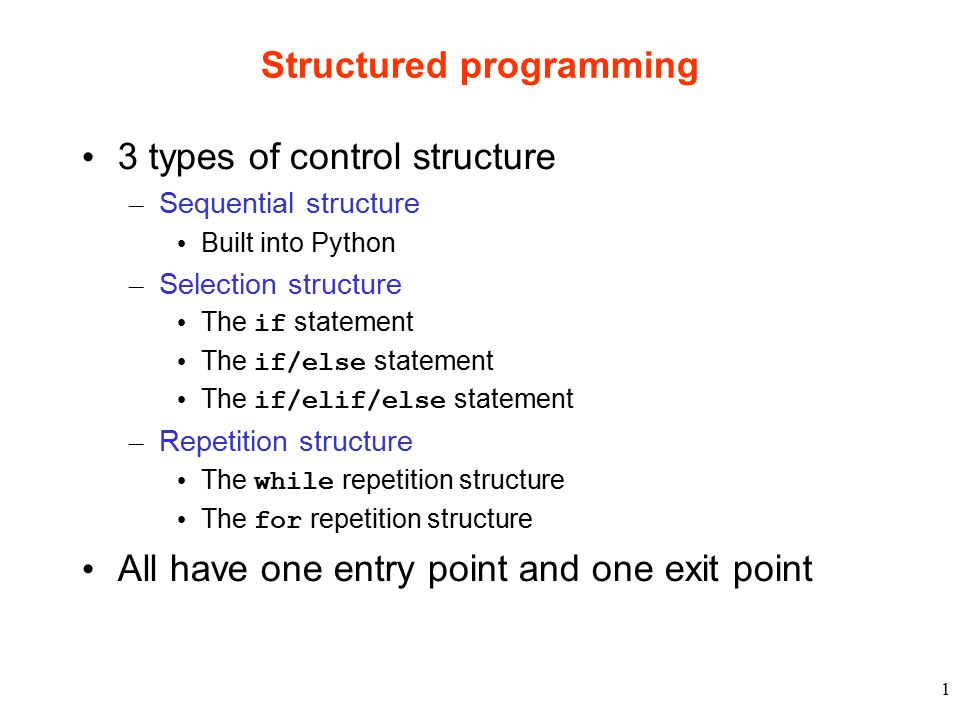 Structured programming
• 3 types of control structure
– Sequential structure
• Built into Python
– Selection structure
• The if statement
• The if/else statement
• The if/elif/else statement
– Repetition structure
• The while repetition structure
• The for repetition structure
• All have one entry point and one exit point
1